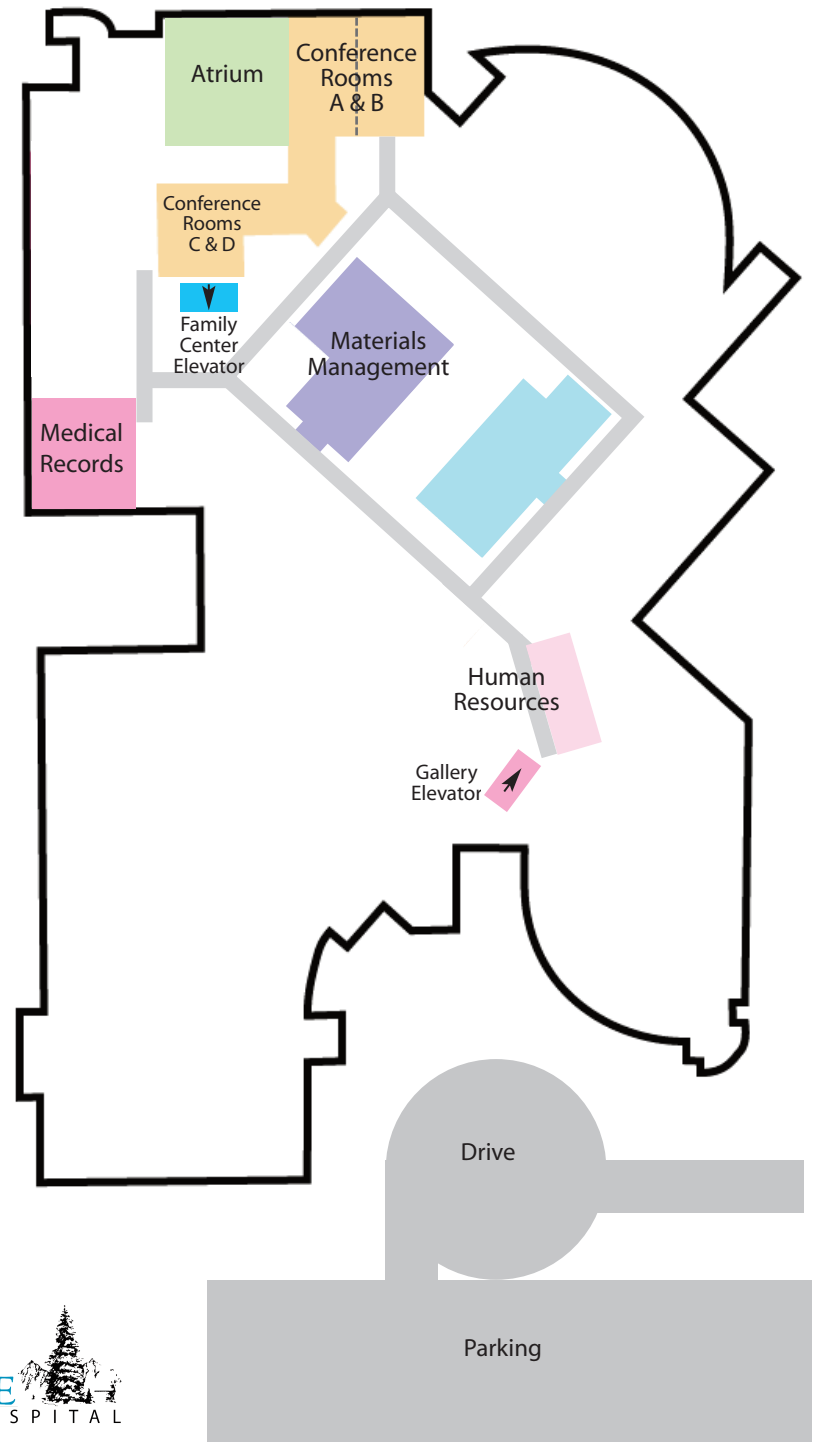 Atrium
Conference
Rooms
A & B
Conference
Rooms
C & D
Family
Center
Elevator
Materials
Management
Medical
Records
Human
Resources
Gallery
Elevator
Drive
Parking
E
SPITAL